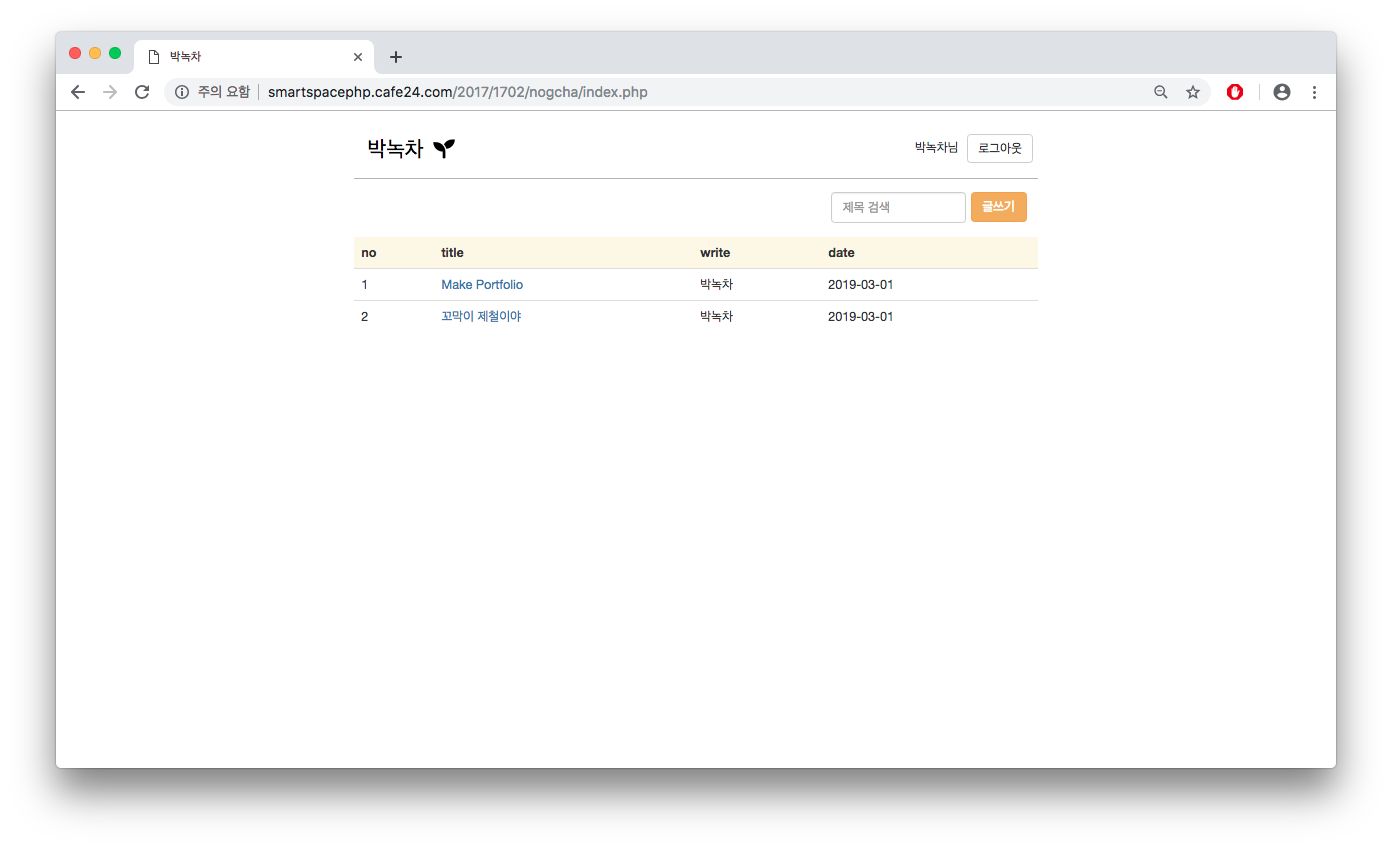 박녹차
주의 요함 smartspacephp.cafe24.com/2017/1702/nogcha/index.php
박녹차 박녹차님 로그아웃
제목 검색 글쓰기
no title write date
1 Make Portfolio 박녹차 2019-03-01
2 꼬막이 제철이야 박녹차 2019-03-01